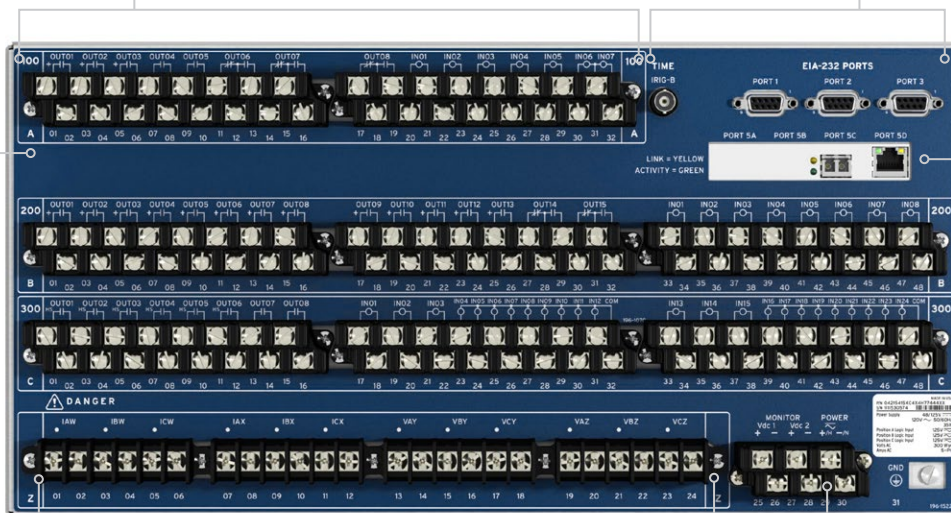 100 OUT01 OUT02 OUT03 OUT04 OUT05 OUT06 OUT07 OUT08 IN01 IN02 IN03 IN04 IN05 IN06 IN07 100
A 01 02 03 04 05 06 07 08 09 10 11 12 13 14 15 16 17 18 19 20 21 22 23 24 25 26 27 28 29 30 31 32 A
TIME
IRIG-B
EIA-232 PORTS
PORT 1 PORT 2 PORT 3
PORT 5A PORT 5B PORT 5C PORT 5D
LINK = YELLOW
ACTIVITY = GREEN
200 OUT01 OUT02 OUT03 OUT04 OUT05 OUT06 OUT07 OUT08 OUT09 OUT10 OUT11 OUT12 OUT13 OUT14 OUT15 IN01 IN02 IN03 IN04 IN05 IN06 IN07 IN08 200
B 01 02 03 04 05 06 07 08 09 10 11 12 13 14 15 16 17 18 19 20 21 22 23 24 25 26 27 28 29 30 31 32 33 34 35 36 37 38 39 40 41 42 43 44 45 46 47 48 B
300 OUT01 OUT02 OUT03 OUT04 OUT05 OUT06 OUT07 OUT08 IN01 IN02 IN03 IN04 IN05 IN06 IN07 IN08 IN09 IN10 IN11 IN12 COM IN13 IN14 IN15 IN16 IN17 IN18 IN19 IN20 IN21 IN22 IN23 IN24 COM 300
HS HS HS HS HS HS HS HS
C 01 02 03 04 05 06 07 08 09 10 11 12 13 14 15 16 17 18 19 20 21 22 23 24 25 26 27 28 29 30 31 32 33 34 35 36 37 38 39 40 41 42 43 44 45 46 47 48 C
DANGER
IAW IBW ICW IAX IBX ICX VAY VBY VCY VAZ VBZ VCZ
Z 01 02 03 04 05 06 07 08 09 10 11 12 13 14 15 16 17 18 19 20 21 22 23 24 Z
MONITOR POWER
Vdc 1 Vdc 2
+ − + − +/H −/N
25 26 27 28 29 30
Power Supply
GND
31